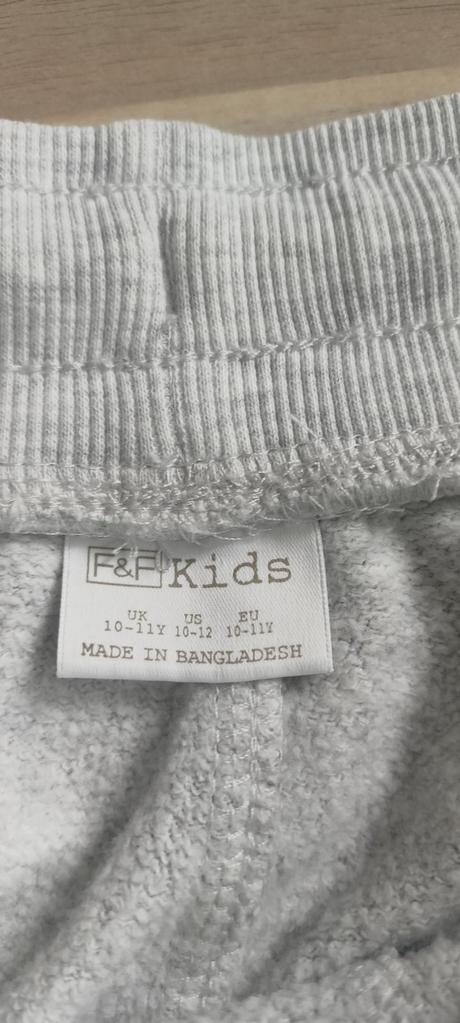 F&F Kids
UK US EU
10-11Y 10-12 10-11Y
MADE IN BANGLADESH